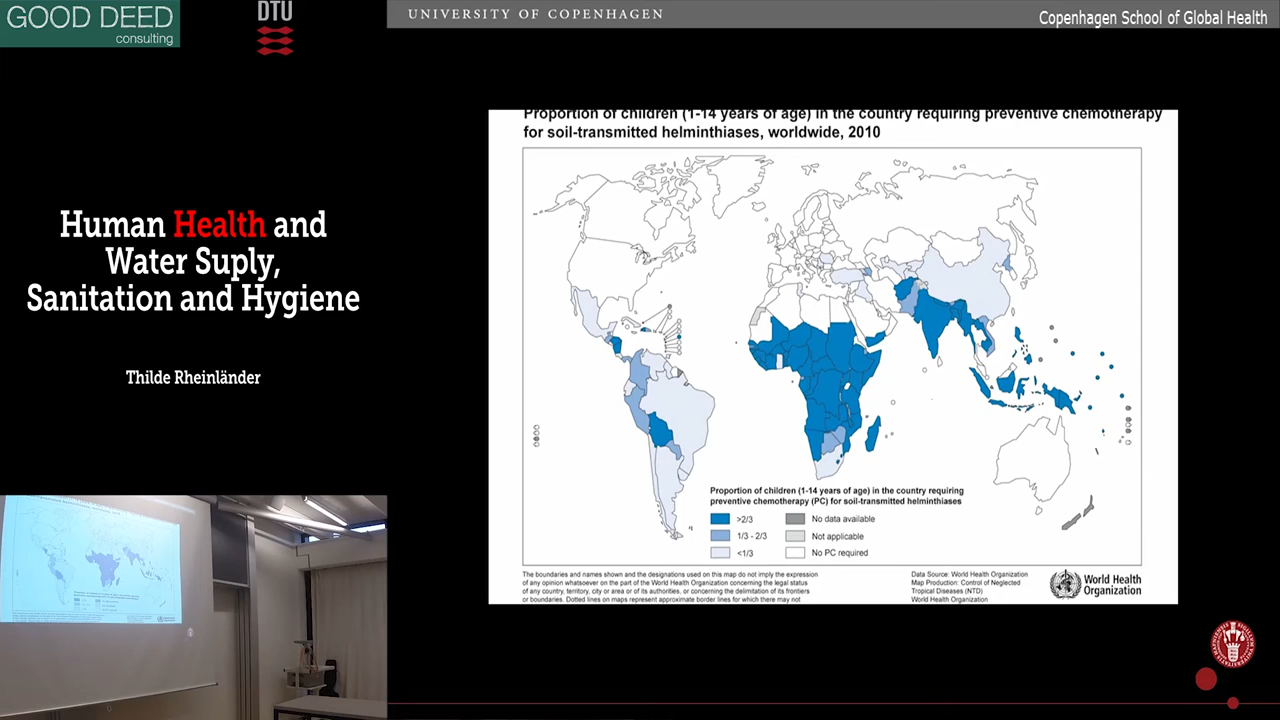 GOOD DEED
consulting
DTU
UNIVERSITY OF COPENHAGEN
Copenhagen School of Global Health
Human Health and
Water Suply,
Sanitation and Hygiene
Thilde Rheinländer
Proportion of children (1-14 years of age) in the country requiring preventive chemotherapy
for soil-transmitted helminthiases, worldwide, 2010
Proportion of children (1-14 years of age) in the country requiring
preventive chemotherapy (PC) for soil-transmitted helminthiases
>2/3
1/3 - 2/3
<1/3
No data available
Not applicable
No PC required
The boundaries and names shown and the designations used on this map do not imply the expression
of any opinion whatsoever on the part of the World Health Organization concerning the legal status
of any country, territory, city or area or of its authorities, or concerning the delimitation of its frontiers
or boundaries. Dotted lines on maps represent approximate border lines for which there may not
Data Source: World Health Organization
Map Production: Control of Neglected
Tropical Diseases (NTD)
World Health Organization
World Health
Organization